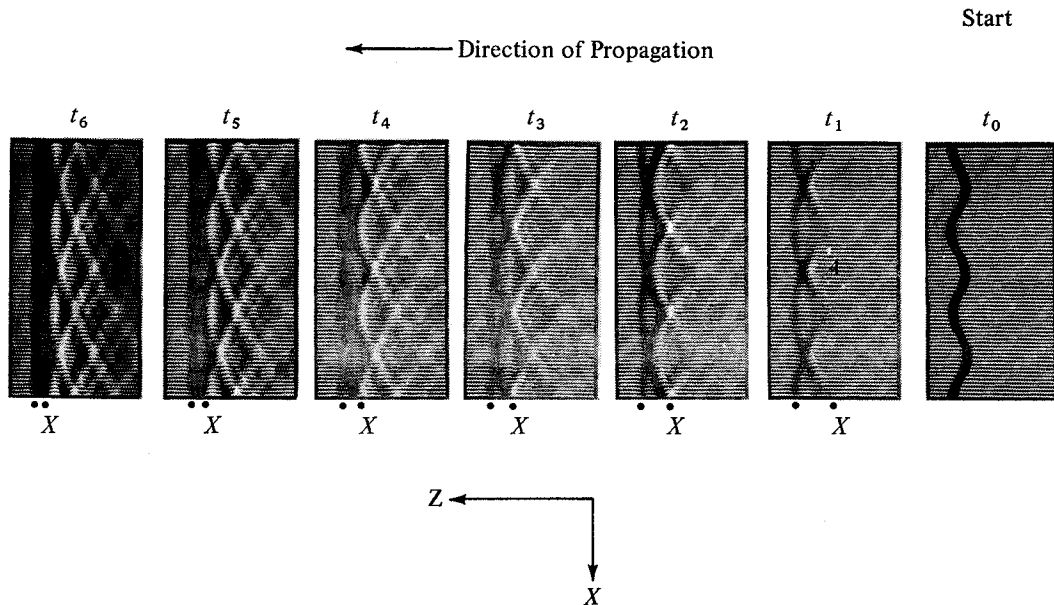 Start
Direction of Propagation
t6 t5 t4 t3 t2 t1 t0
X X X X X X
Z
X